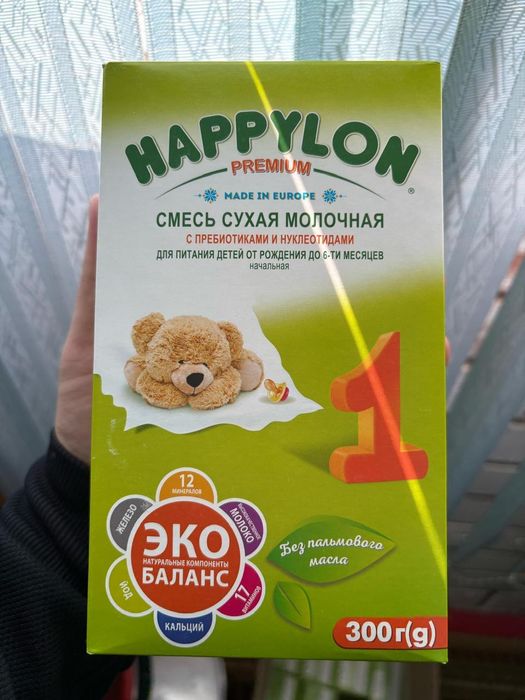 HAPPYLON
PREMIUM
®
MADE IN EUROPE
СМЕСЬ СУХАЯ МОЛОЧНАЯ
С ПРЕБИОТИКАМИ И НУКЛЕОТИДАМИ
ДЛЯ ПИТАНИЯ ДЕТЕЙ ОТ РОЖДЕНИЯ ДО 6-ТИ МЕСЯЦЕВ
начальная
1
12
МИНЕРАЛОВ
ЖЕЛЕЗО
ВЫСОКОКАЧЕСТВЕННОЕ
МОЛОКО
ЭКО
НАТУРАЛЬНЫЕ КОМПОНЕНТЫ
БАЛАНС
ЙОД
17
ВИТАМИНОВ
КАЛЬЦИЙ
Без пальмового
масла
300 г(g)